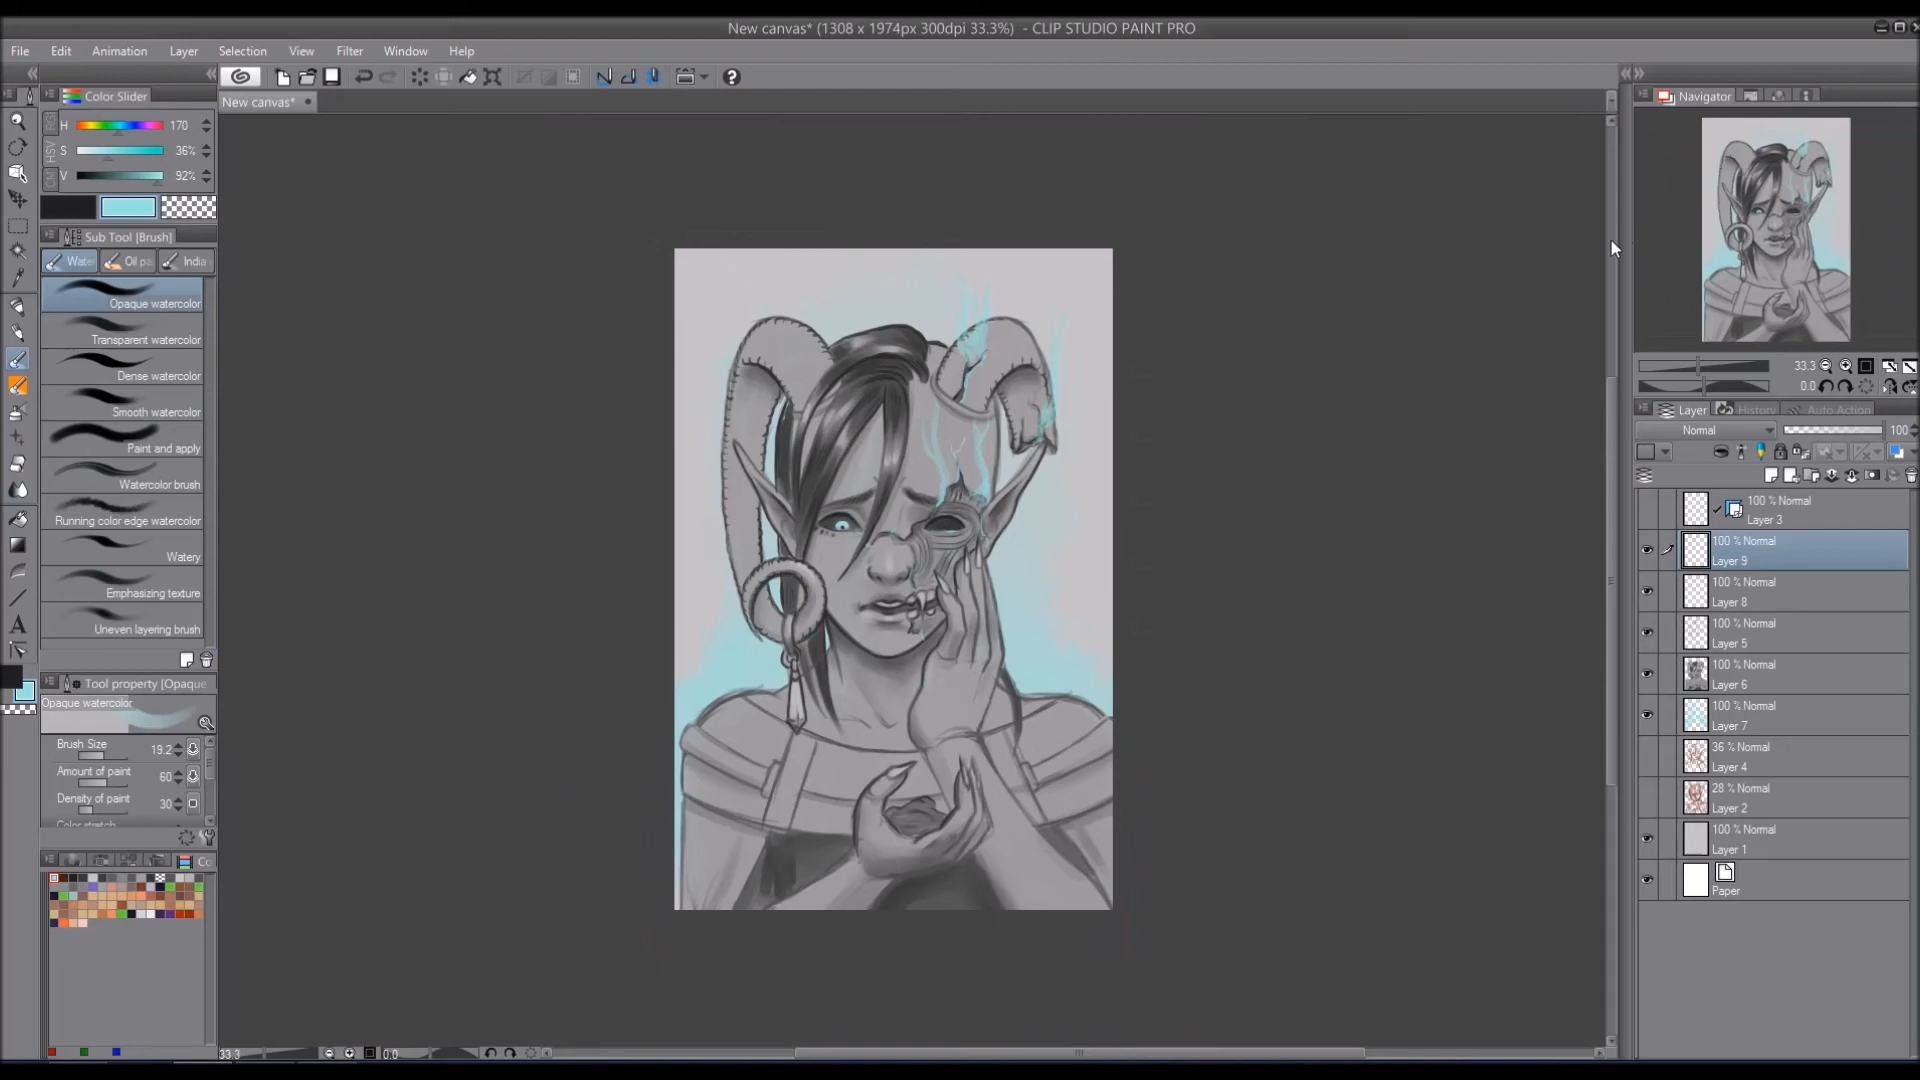 New canvas* (1308 x 1974px 300dpi 33.3%) - CLIP STUDIO PAINT PRO
File Edit Animation Layer Selection View Filter Window Help
Color Slider
New canvas*
Navigator
H 170
S 36%
V 92%
HSV
Sub Tool [Brush]
Wate Oil pa India
Opaque watercolor
Transparent watercolor
Dense watercolor
Smooth watercolor
Paint and apply
Watercolor brush
Running color edge watercolor
Watery
Emphasizing texture
Uneven layering brush
A
Tool property [Opaque
Opaque watercolor
Brush Size 19.2
Amount of paint 60
Density of paint 30
Color stretch
Co
33.3 0.0
33.3
0.0
Layer History Auto Action
Normal 100
100 % Normal
Layer 3
100 % Normal
Layer 9
100 % Normal
Layer 8
100 % Normal
Layer 5
100 % Normal
Layer 6
100 % Normal
Layer 7
36 % Normal
Layer 4
28 % Normal
Layer 2
100 % Normal
Layer 1
Paper